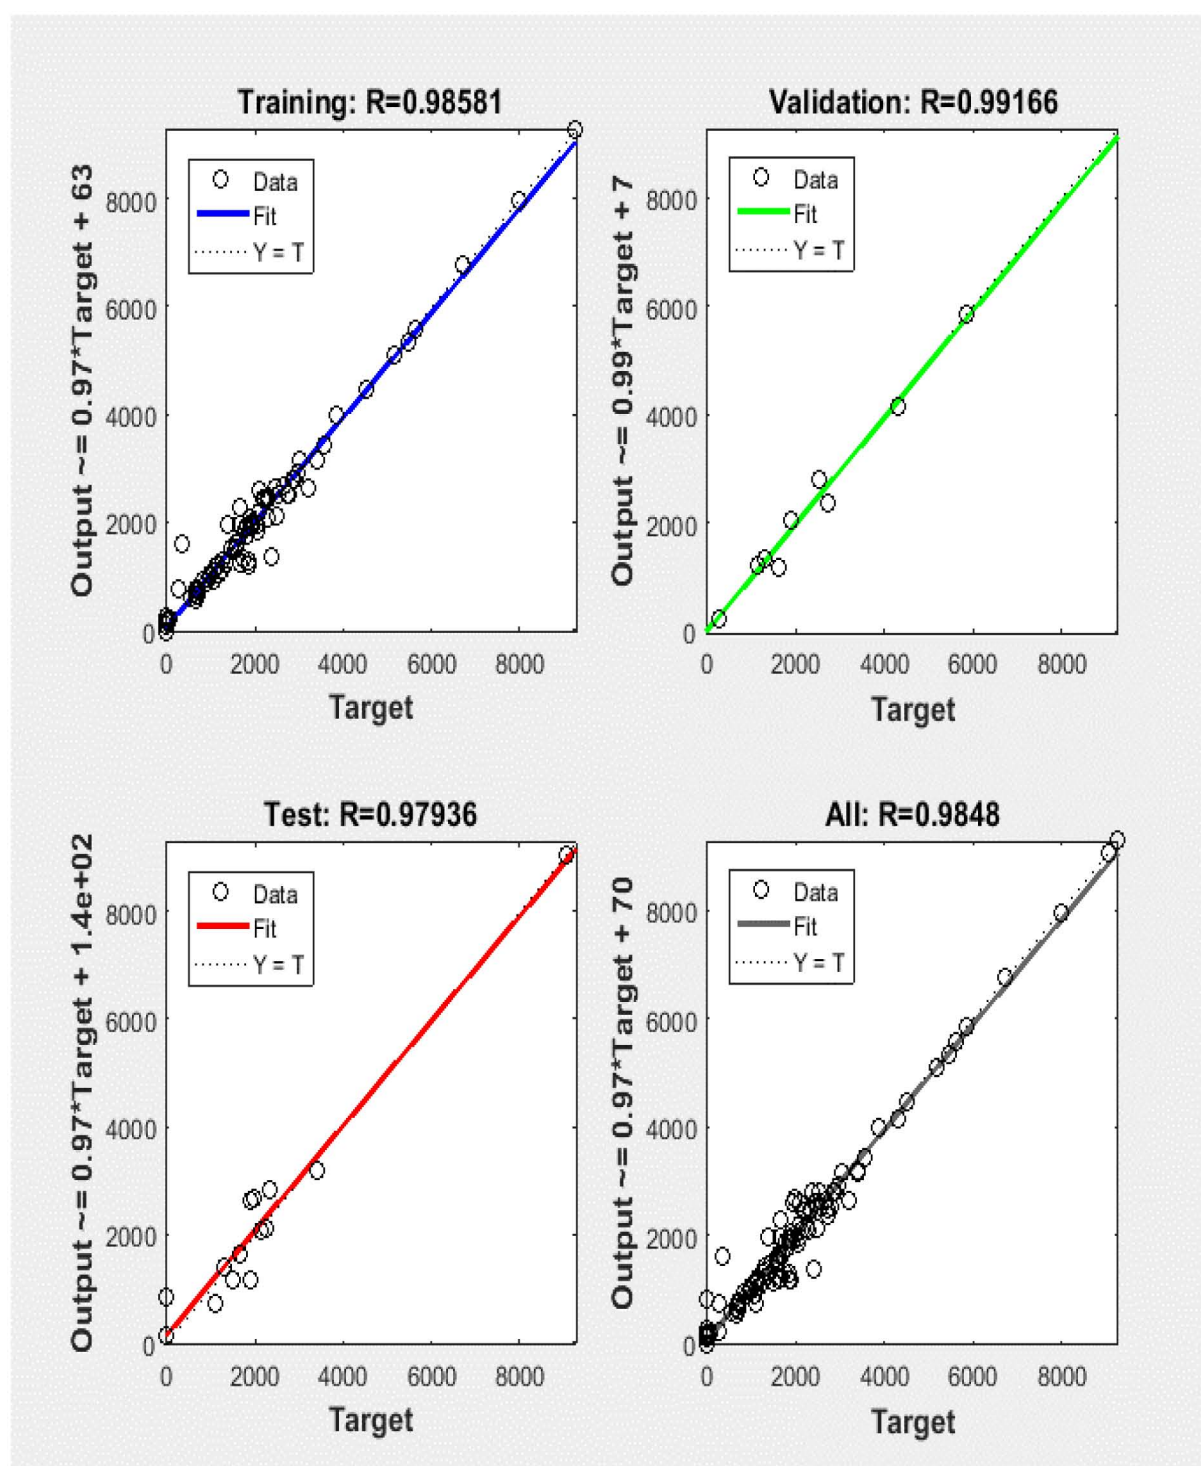 Training: R=0.98581
Output ~= 0.97*Target + 63
Data
Fit
Y = T
8000
6000
4000
2000
0
0 2000 4000 6000 8000
Target
Validation: R=0.99166
Output ~= 0.99*Target + 7
Data
Fit
Y = T
8000
6000
4000
2000
0
0 2000 4000 6000 8000
Target
Test: R=0.97936
Output ~= 0.97*Target + 1.4e+02
Data
Fit
Y = T
8000
6000
4000
2000
0
0 2000 4000 6000 8000
Target
All: R=0.9848
Output ~= 0.97*Target + 70
Data
Fit
Y = T
8000
6000
4000
2000
0
0 2000 4000 6000 8000
Target